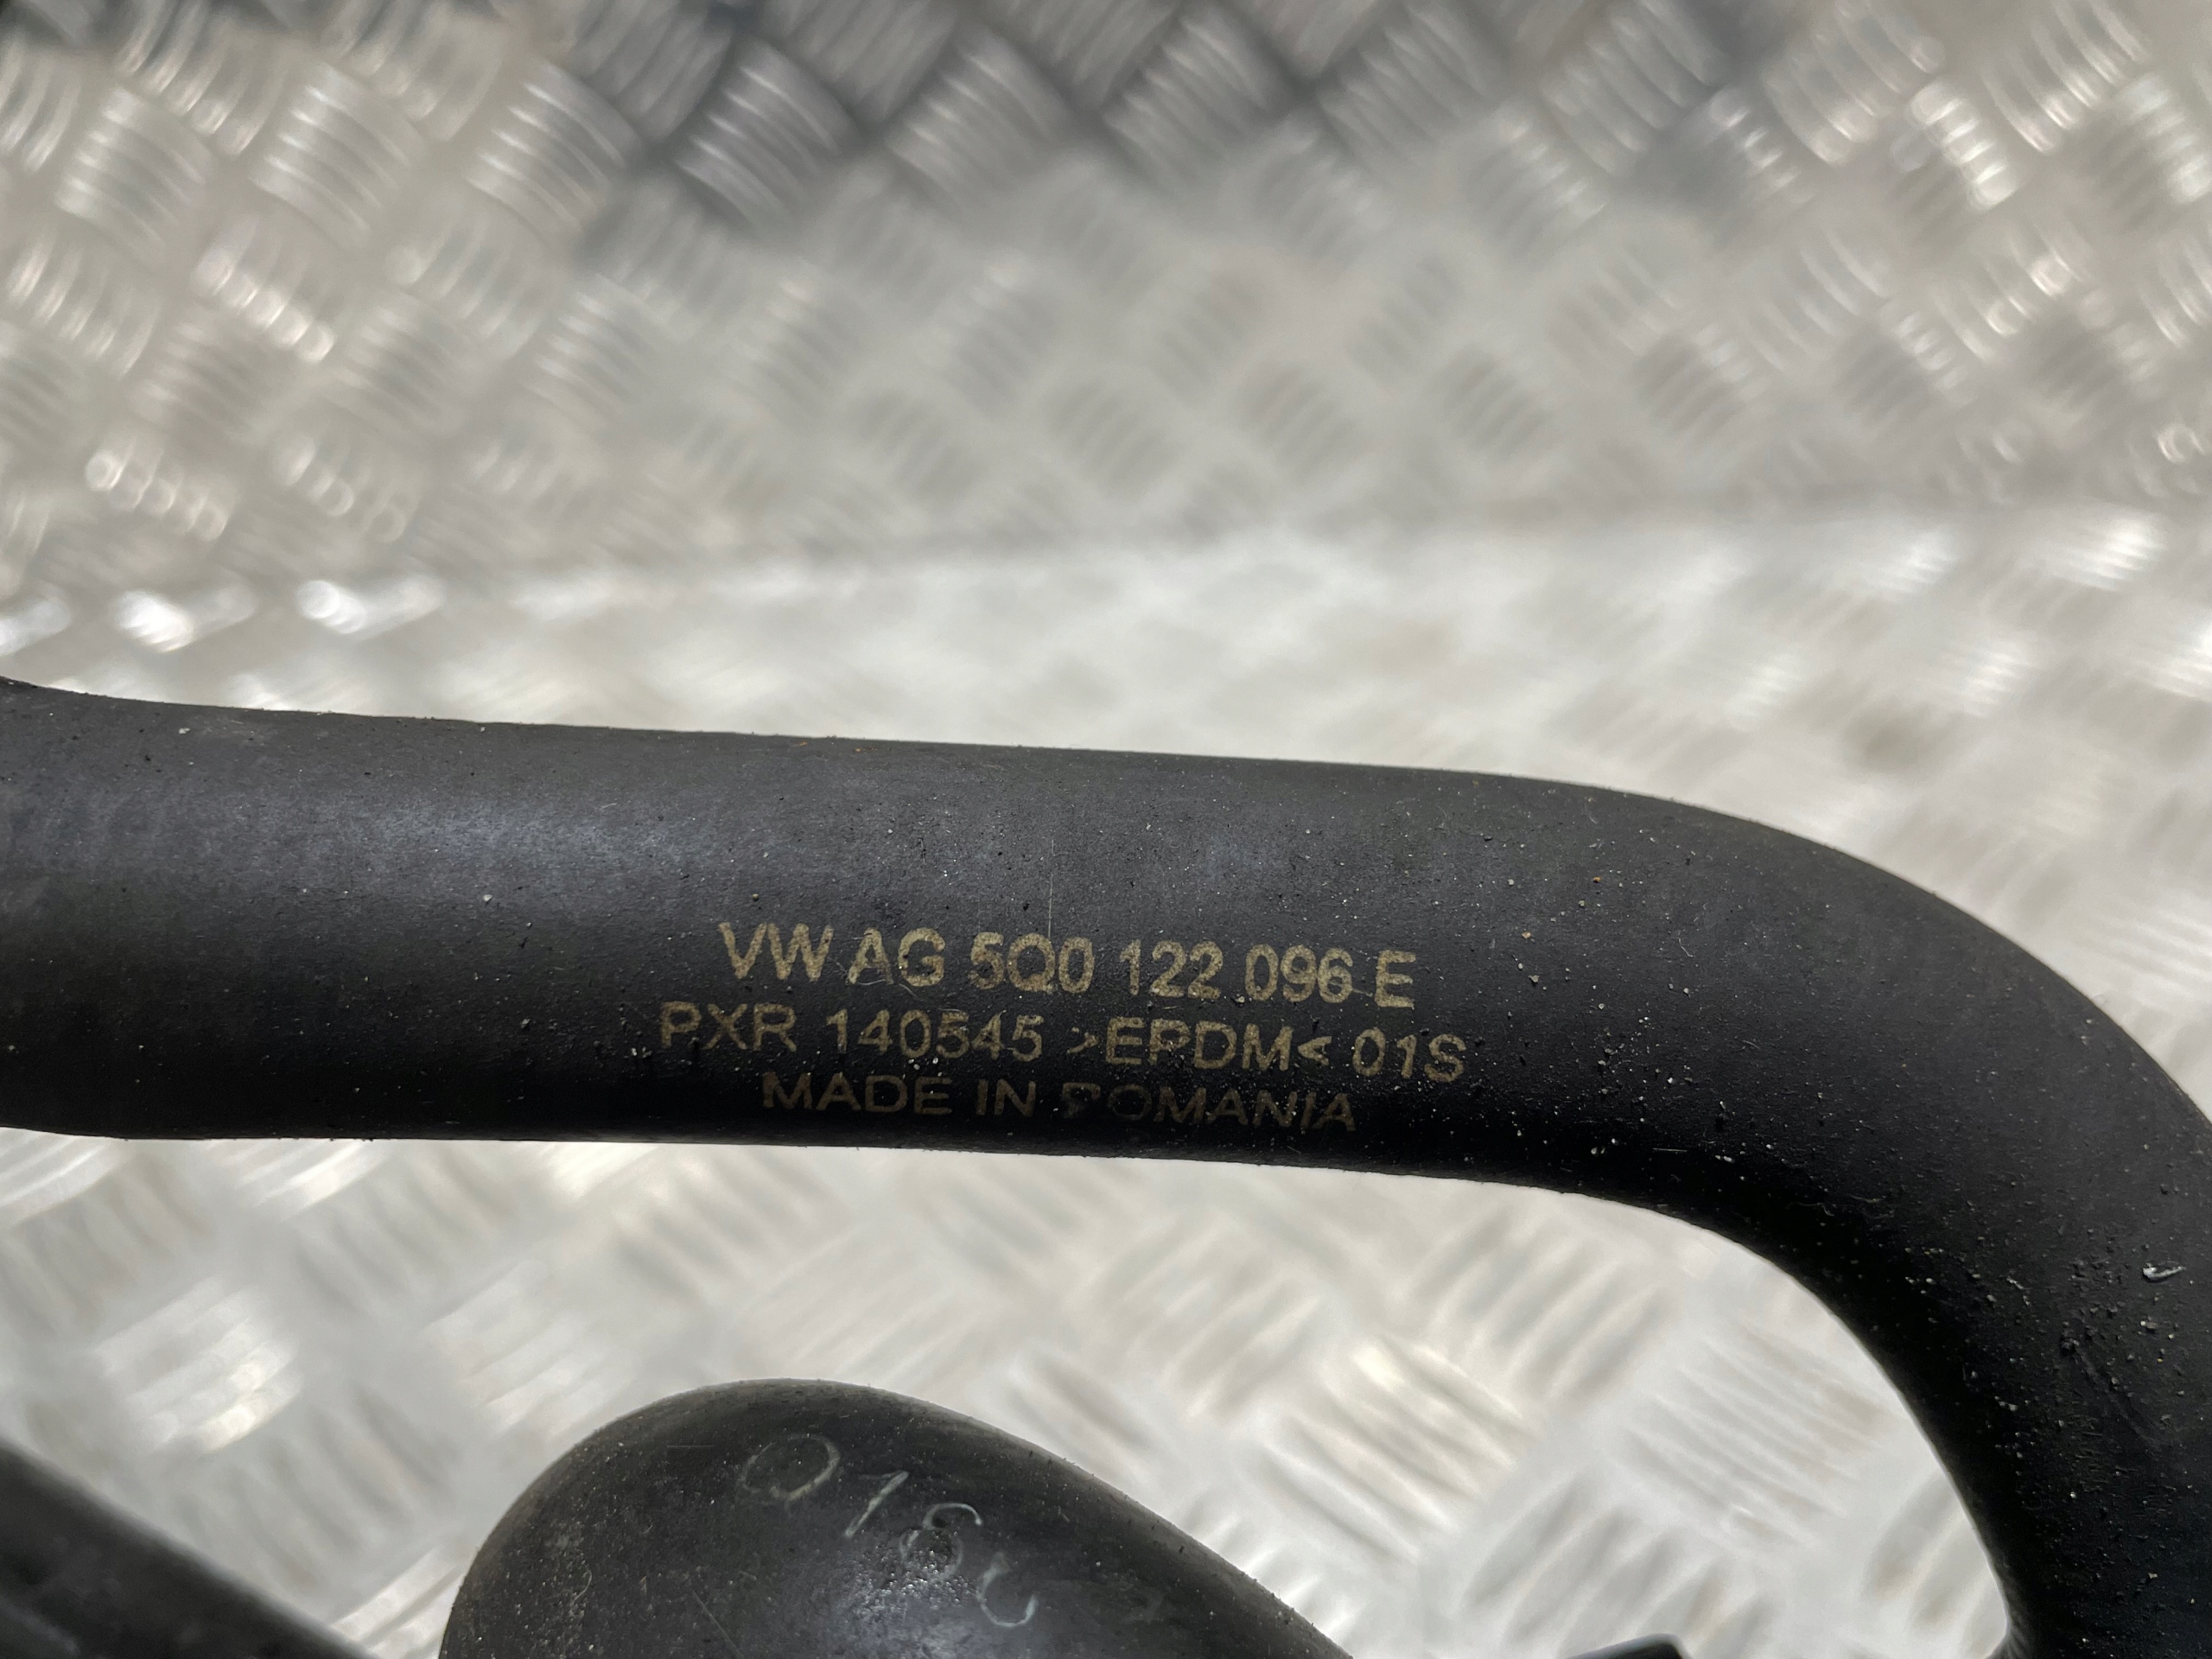 VW AG 5Q0 122 096 E
PXR 140545 >EPDM< 01S
MADE IN ROMANIA